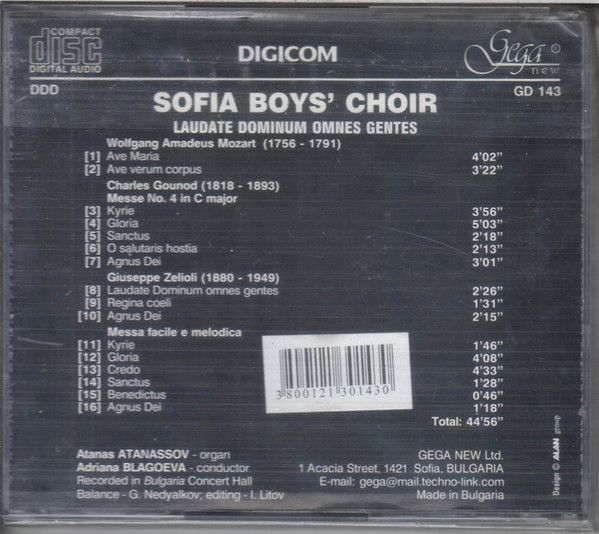 COMPACT
disc
DIGITAL AUDIO
DIGICOM
Gega ©
new
DDD
GD 143
SOFIA BOYS' CHOIR
LAUDATE DOMINUM OMNES GENTES
Wolfgang Amadeus Mozart (1756 - 1791)
[1] Ave Maria 4'02"
[2] Ave verum corpus 3'22"
Charles Gounod (1818 - 1893)
Messe No. 4 in C major
[3] Kyrie 3'56"
[4] Gloria 5'03"
[5] Sanctus 2'18"
[6] O salutaris hostia 2'13"
[7] Agnus Dei 3'01"
Giuseppe Zelioli (1880 - 1949)
[8] Laudate Dominum omnes gentes 2'26"
[9] Regina coeli 1'31"
[10] Agnus Dei 2'15"
Messa facile e melodica
[11] Kyrie 1'46"
[12] Gloria 4'08"
[13] Credo 4'33"
[14] Sanctus 1'28"
[15] Benedictus 0'46"
[16] Agnus Dei 1'18"
Total: 44'56"
3800121301430
Atanas ATANASSOV - organ
Adriana BLAGOEVA - conductor
Recorded in Bulgaria Concert Hall
Balance - G. Nedyalkov; editing - I. Litov
GEGA NEW Ltd.
1 Acacia Street, 1421 Sofia, BULGARIA
E-mail: gega@mail.techno-link.com
Made in Bulgaria
Design © ALAN group